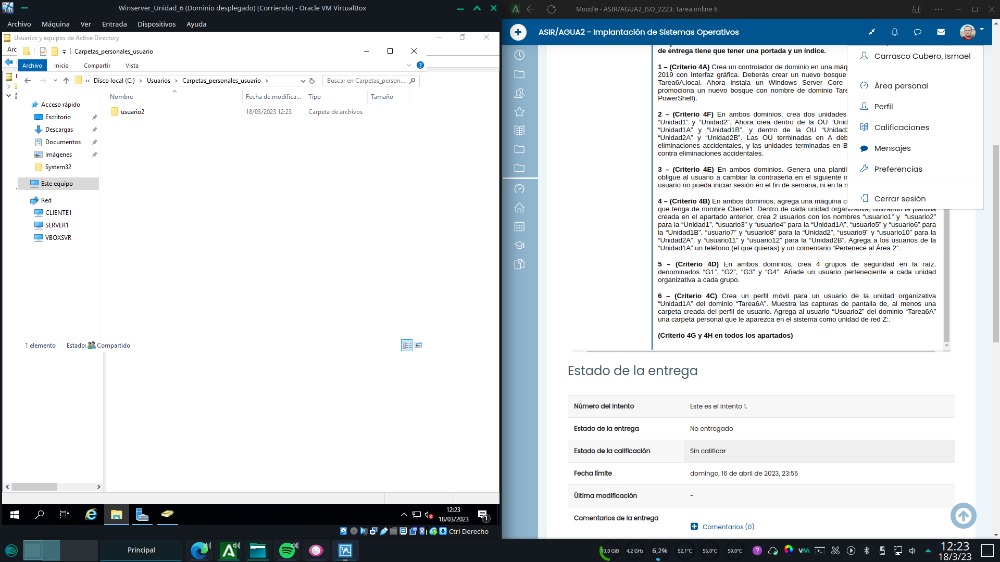 Winserver_Unidad_6 (Dominio desplegado) [Corriendo] - Oracle VM VirtualBox
Archivo Máquina Ver Entrada Dispositivos Ayuda
Usuarios y equipos de Active Directory
Carpetas_personales_usuario
Archivo Inicio Compartir Vista
« Disco local (C:) > Usuarios > Carpetas_personales_usuario >
Buscar en Carpetas_person...
Nombre Fecha de modifica... Tipo Tamaño
usuario2 18/03/2023 12:23 Carpeta de archivos
Acceso rápido
Escritorio
Descargas
Documentos
Imágenes
System32
Este equipo
Red
CLIENTE1
SERVER1
VBOXSVR
1 elemento Estado: Compartido
12:23
18/03/2023
1
Ctrl Derecho
Moodle - ASIR/AGUA2_ISO_2223: Tarea online 6
ASIR/AGUA2 - Implantación de Sistemas Operativos
de entrega tiene que tener una portada y un índice.
1 – (Criterio 4A) Crea un controlador de dominio en una máq
2019 con Interfaz gráfica. Deberás crear un nuevo bosque
Tarea6A.local. Ahora instala un Windows Server Core
promociona un nuevo bosque con nombre de dominio Tare
PowerShell).
2 – (Criterio 4F) En ambos dominios, crea dos unidades
“Unidad1” y “Unidad2”. Ahora crea dentro de la OU “Unid
“Unidad1A” y “Unidad1B”, y dentro de la OU “Unidad2
“Unidad2A” y “Unidad2B”. Las OU terminadas en A deb
eliminaciones accidentales, y las unidades terminadas en B
contra eliminaciones accidentales.
3 – (Criterio 4E) En ambos dominios. Genera una plantil
obligue al usuario a cambiar la contraseña en el siguiente in
usuario no pueda iniciar sesión en el fin de semana, ni en la m
4 – (Criterio 4B) En ambos dominios, agrega una máquina c
que tenga de nombre Cliente1. Dentro de cada unidad organizativa, utilizando la plantilla
creada en el apartado anterior, crea 2 usuarios con los nombres “usuario1” y “usuario2”
para la “Unidad1”, “usuario3” y “usuario4” para la “Unidad1A”, “usuario5” y “usuario6” para
la “Unidad1B”, “usuario7” y “usuario8” para la “Unidad2”, “usuario9” y “usuario10” para la
“Unidad2A”, y “usuario11” y “usuario12” para la “Unidad2B”. Agrega a los usuarios de la
“Unidad1A” un teléfono (el que quieras) y un comentario “Pertenece al Área 2”.
5 – (Criterio 4D) En ambos dominios, crea 4 grupos de seguridad en la raíz,
denominados “G1”, “G2”, “G3” y “G4”. Añade un usuario perteneciente a cada unidad
organizativa a cada grupo.
6 – (Criterio 4C) Crea un perfil móvil para un usuario de la unidad organizativa
“Unidad1A” del dominio “Tarea6A”. Muestra las capturas de pantalla de, al menos una
carpeta creada del perfil de usuario. Agrega al usuario “Usuario2” del dominio “Tarea6A”
una carpeta personal que le aparezca en el sistema como unidad de red Z:.
(Criterio 4G y 4H en todos los apartados)
Carrasco Cubero, Ismael
Área personal
Perfil
Calificaciones
Mensajes
Preferencias
Cerrar sesión
Estado de la entrega
Número del Intento Este es el intento 1.
Estado de la entrega No entregado
Estado de la calificación Sin calificar
Fecha límite domingo, 16 de abril de 2023, 23:55
Última modificación -
Comentarios de la entrega
Comentarios (0)
Principal
10,0 GiB 4,2 GHz 6,2% 52,1°C 56,0°C 59,0°C
12:23
18/3/23